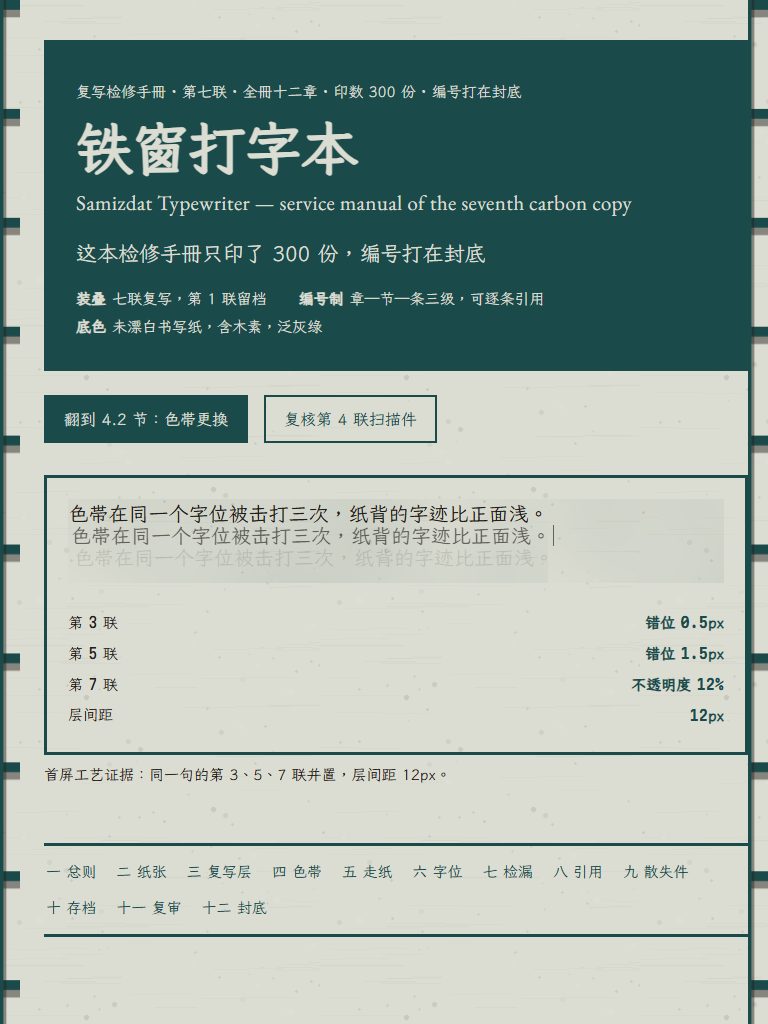 复写检修手冊・第七联・全冊十二章・印数 300 份・编号打在封底
铁窗打字本
Samizdat Typewriter — service manual of the seventh carbon copy
这本检修手冊只印了 300 份，编号打在封底
装叠 七联复写，第 1 联留档 编号制 章—节—条三级，可逐条引用
底色 未漂白书写纸，含木素，泛灰绿
翻到 4.2 节：色带更换
复核第 4 联扫描件
色带在同一个字位被击打三次，纸背的字迹比正面浅。
色带在同一个字位被击打三次，纸背的字迹比正面浅。
色带在同一个字位被击打三次，纸背的字迹比正面浅。
第 3 联 错位 0.5px
第 5 联 错位 1.5px
第 7 联 不透明度 12%
层间距 12px
首屏工艺证据：同一句的第 3、5、7 联并置，层间距 12px。
一 总则 二 纸张 三 复写层 四 色带 五 走纸 六 字位 七 检漏 八 引用 九 散失件
十 存档 十一 复审 十二 封底